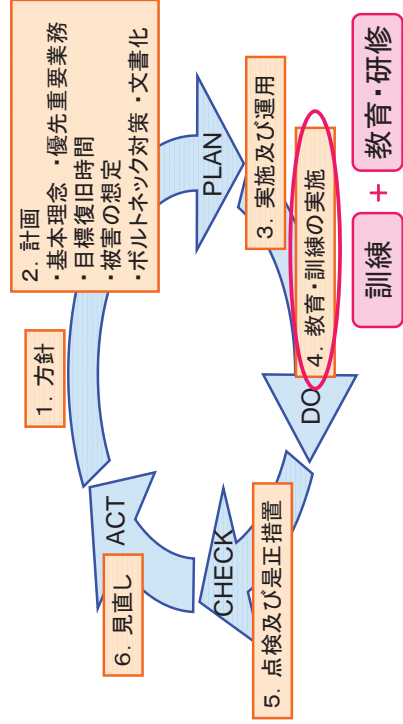 1. 方針
2. 計画
・基本理念 ・優先重要業務
・目標復旧時間
・被害の想定
・ボルトネック対策・文書化
PLAN
3. 実施及び運用
4. 教育・訓練の実施
訓練 + 教育・研修
DO
CHECK
5. 点検及び是正措置
ACT
6. 見直し